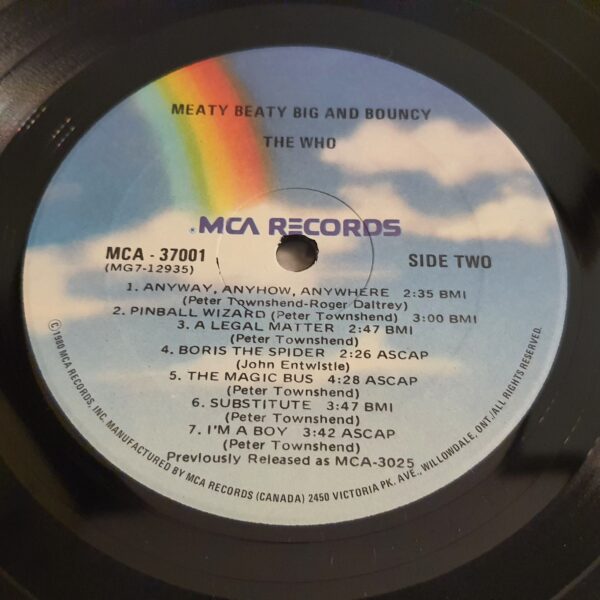 MEATY BEATY BIG AND BOUNCY
THE WHO
® MCA RECORDS
MCA - 37001
(MG7-12935)
SIDE TWO
1. ANYWAY, ANYHOW, ANYWHERE 2:35 BMI
(Peter Townshend-Roger Daltrey)
2. PINBALL WIZARD (Peter Townshend) 3:00 BMI
3. A LEGAL MATTER 2:47 BMI
(Peter Townshend)
4. BORIS THE SPIDER 2:26 ASCAP
(John Entwistle)
5. THE MAGIC BUS 4:28 ASCAP
(Peter Townshend)
6. SUBSTITUTE 3:47 BMI
(Peter Townshend)
7. I'M A BOY 3:42 ASCAP
(Peter Townshend)
Previously Released as MCA-3025
©1980 MCA RECORDS, INC. MANUFACTURED BY MCA RECORDS (CANADA) 2450 VICTORIA PK. AVE., WILLOWDALE, ONT./ALL RIGHTS RESERVED.